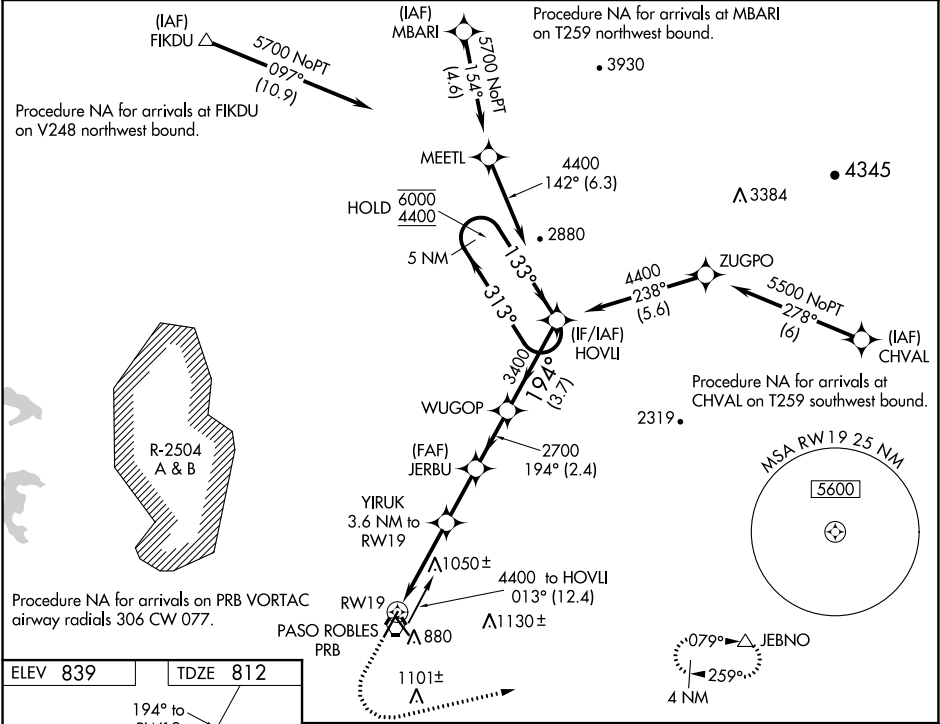 (IAF)
FIKDU
5700 NoPT
097°
(10.9)
(IAF)
MBARI
5700 NoPT
154°
(4.6)
Procedure NA for arrivals at MBARI
on T259 northwest bound.
3930
Procedure NA for arrivals at FIKDU
on V248 northwest bound.
MEETL
4400
142° (6.3)
4345
3384
HOLD 6000
4400
2880
5 NM
133°
313°
ZUGPO
4400
238°
(5.6)
5500 NoPT
278°
(6)
(IF/IAF)
HOVLI
(IAF)
CHVAL
3400
194°
(3.7)
Procedure NA for arrivals at
CHVAL on T259 southwest bound.
WUGOP
2319
R-2504
A & B
(FAF)
JERBU
2700
194° (2.4)
MSA RW 19 25 NM
5600
YIRUK
3.6 NM to
RW19
1050±
4400 to HOVLI
013° (12.4)
Procedure NA for arrivals on PRB VORTAC
airway radials 306 CW 077.
RW19
PASO ROBLES
PRB
880
1130±
079°
JEBNO
259°
4 NM
1101±
ELEV 839
TDZE 812
194° to